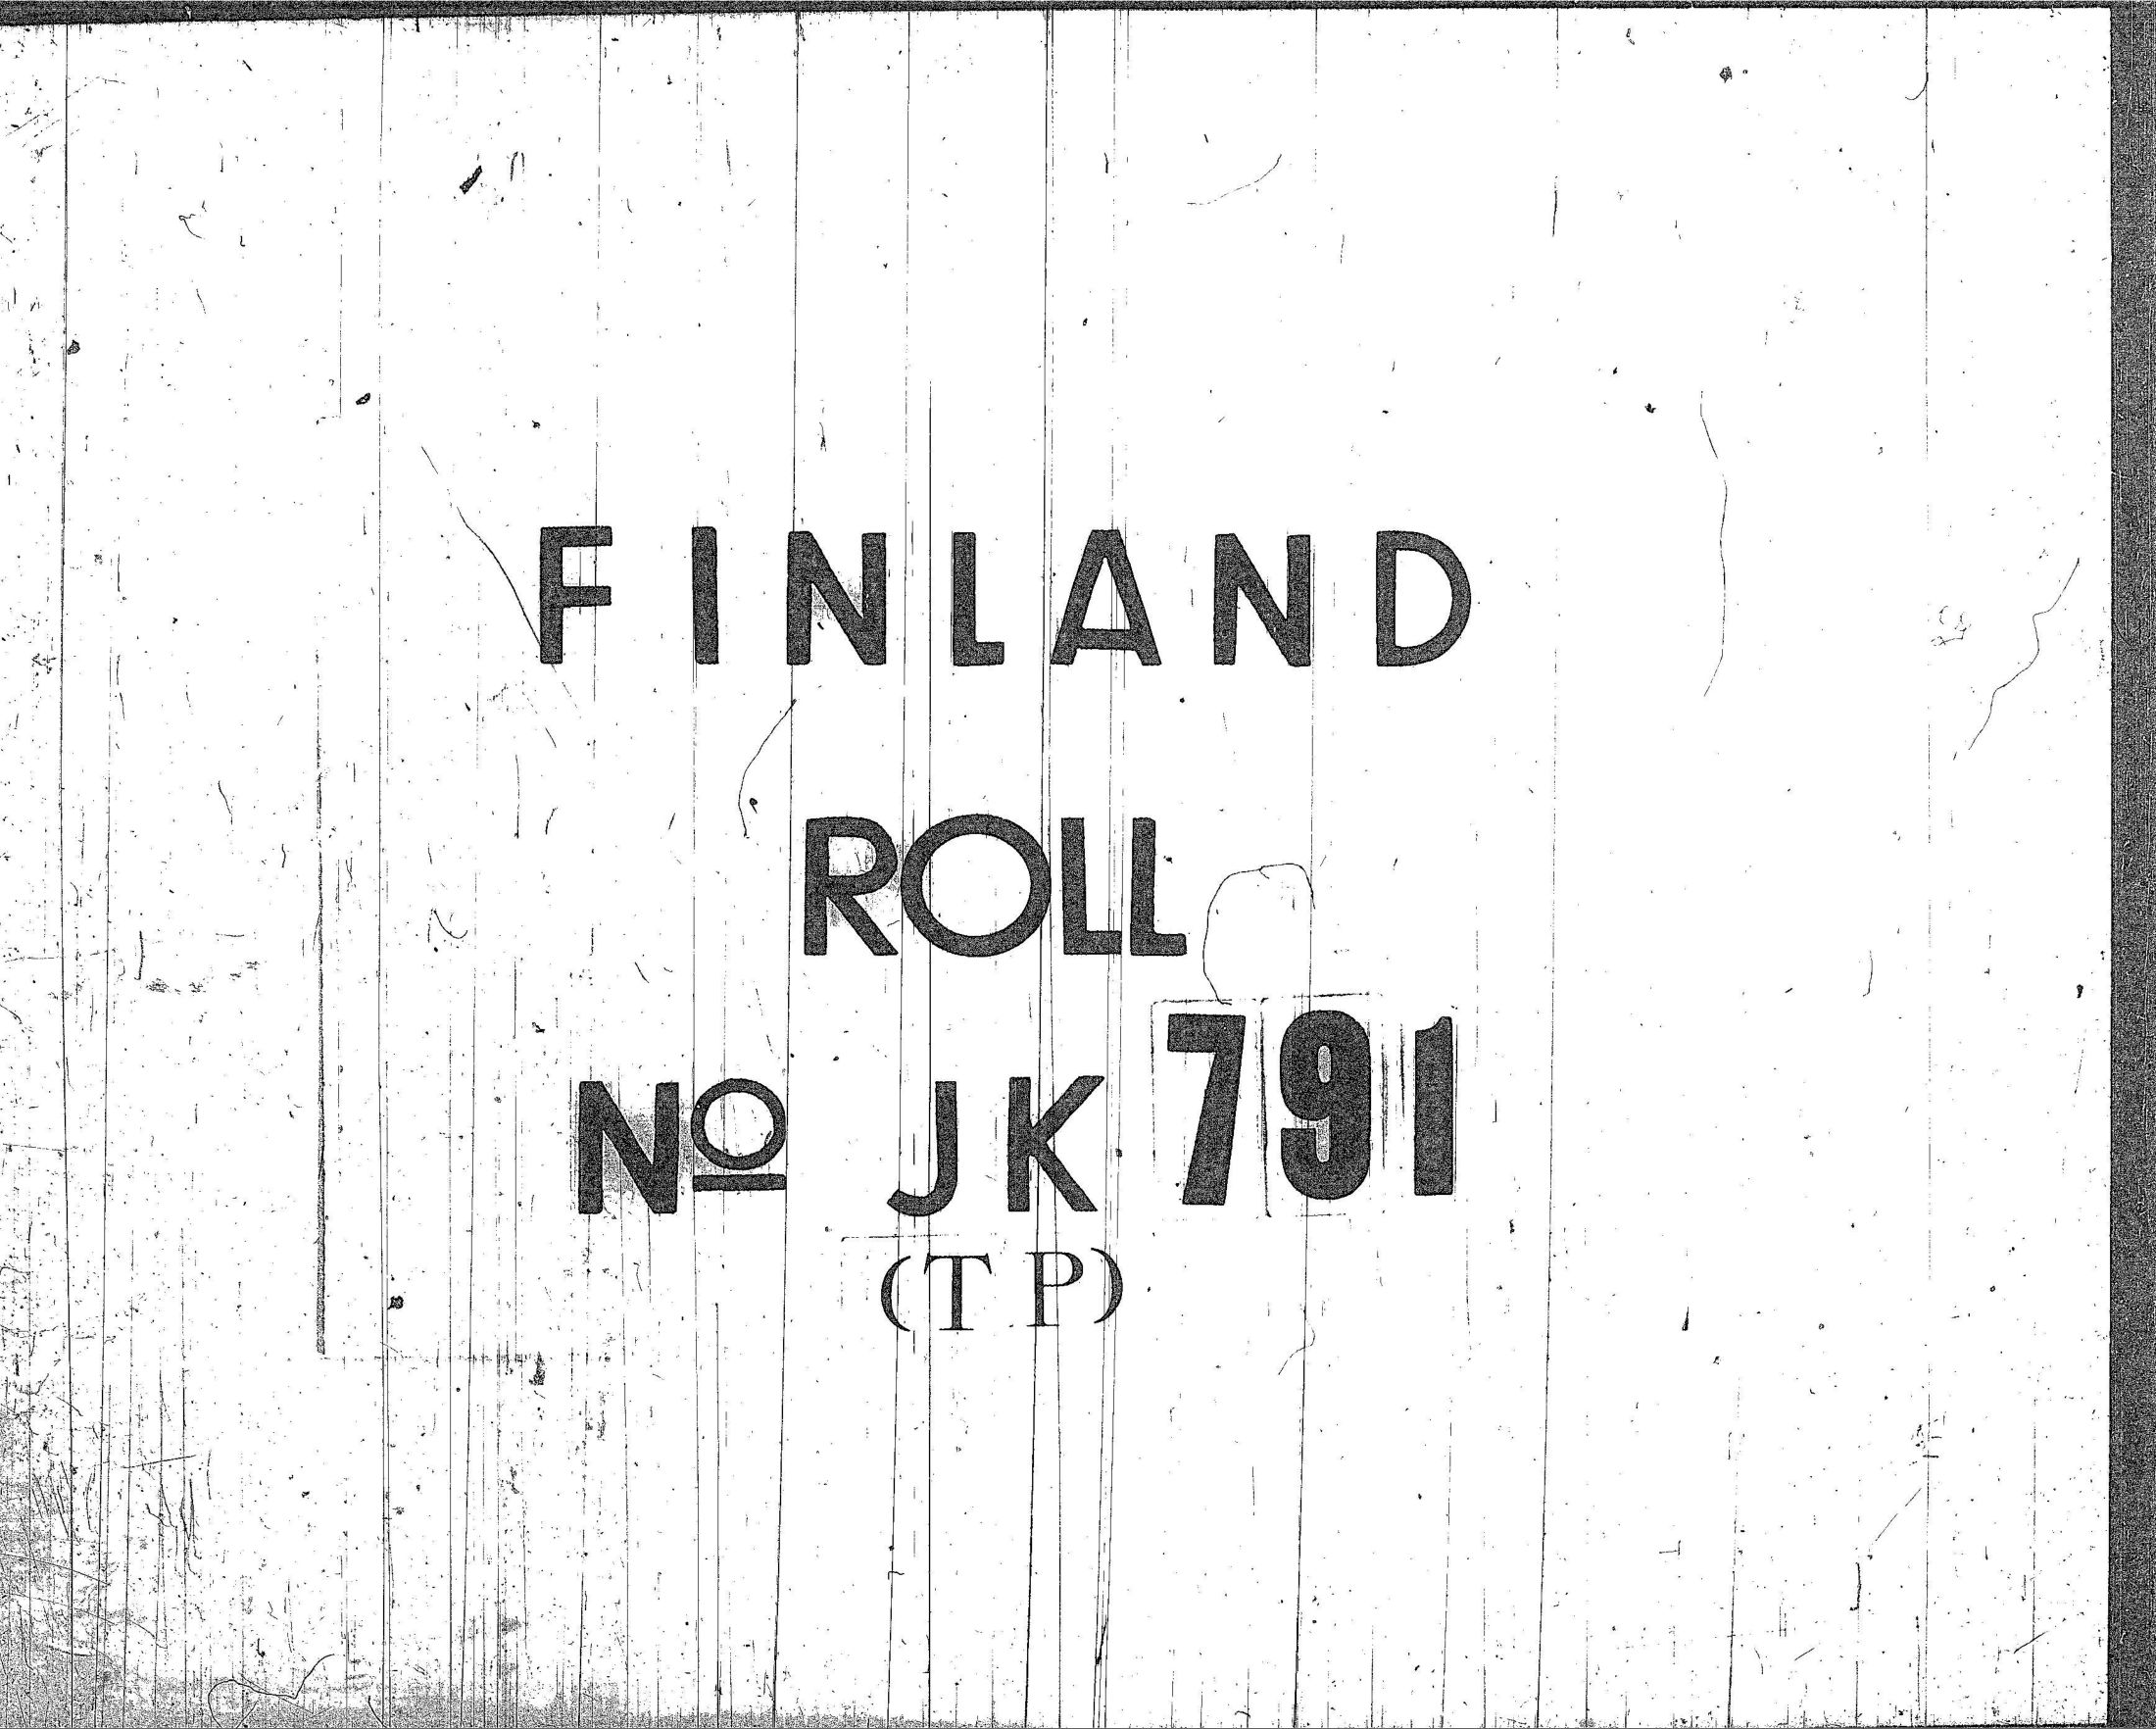 FINLAND
ROLL
Nº JK 791
(TP)